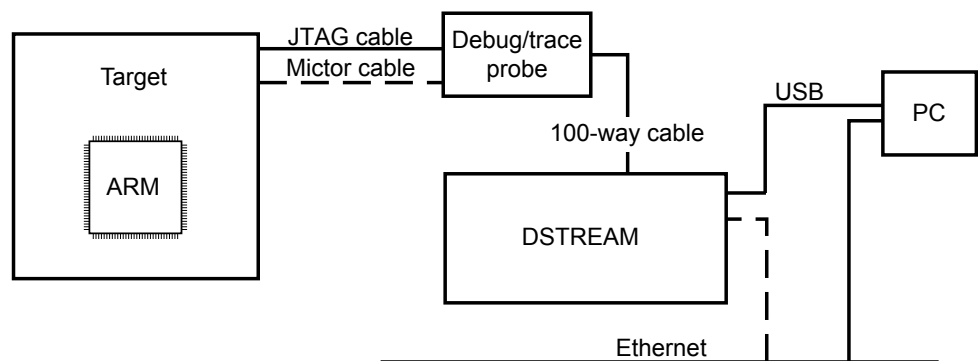 JTAG cable
Mictor cable
Target
ARM
Debug/trace
probe
100-way cable
USB
PC
DSTREAM
Ethernet